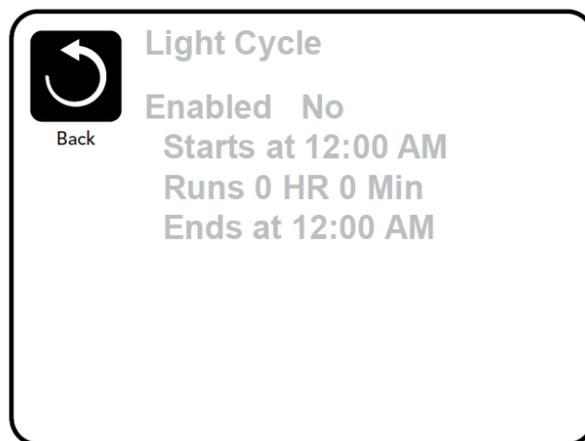 Light Cycle
Enabled No
Starts at 12:00 AM
Back
Runs 0 HR 0 Min
Ends at 12:00 AM